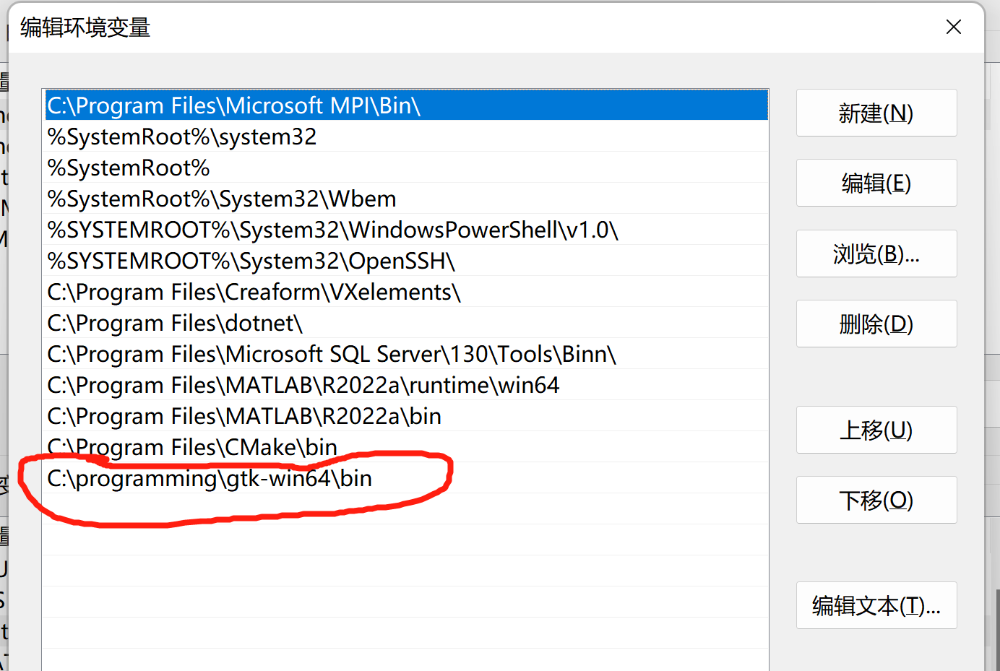 编辑环境变量
C:\Program Files\Microsoft MPI\Bin\
%SystemRoot%\system32
%SystemRoot%
%SystemRoot%\System32\Wbem
%SYSTEMROOT%\System32\WindowsPowerShell\v1.0\
%SYSTEMROOT%\System32\OpenSSH\
C:\Program Files\Creaform\VXelements\
C:\Program Files\dotnet\
C:\Program Files\Microsoft SQL Server\130\Tools\Binn\
C:\Program Files\MATLAB\R2022a\runtime\win64
C:\Program Files\MATLAB\R2022a\bin
C:\Program Files\CMake\bin
C:\programming\gtk-win64\bin
新建(N)
编辑(E)
浏览(B)...
删除(D)
上移(U)
下移(O)
编辑文本(T)...